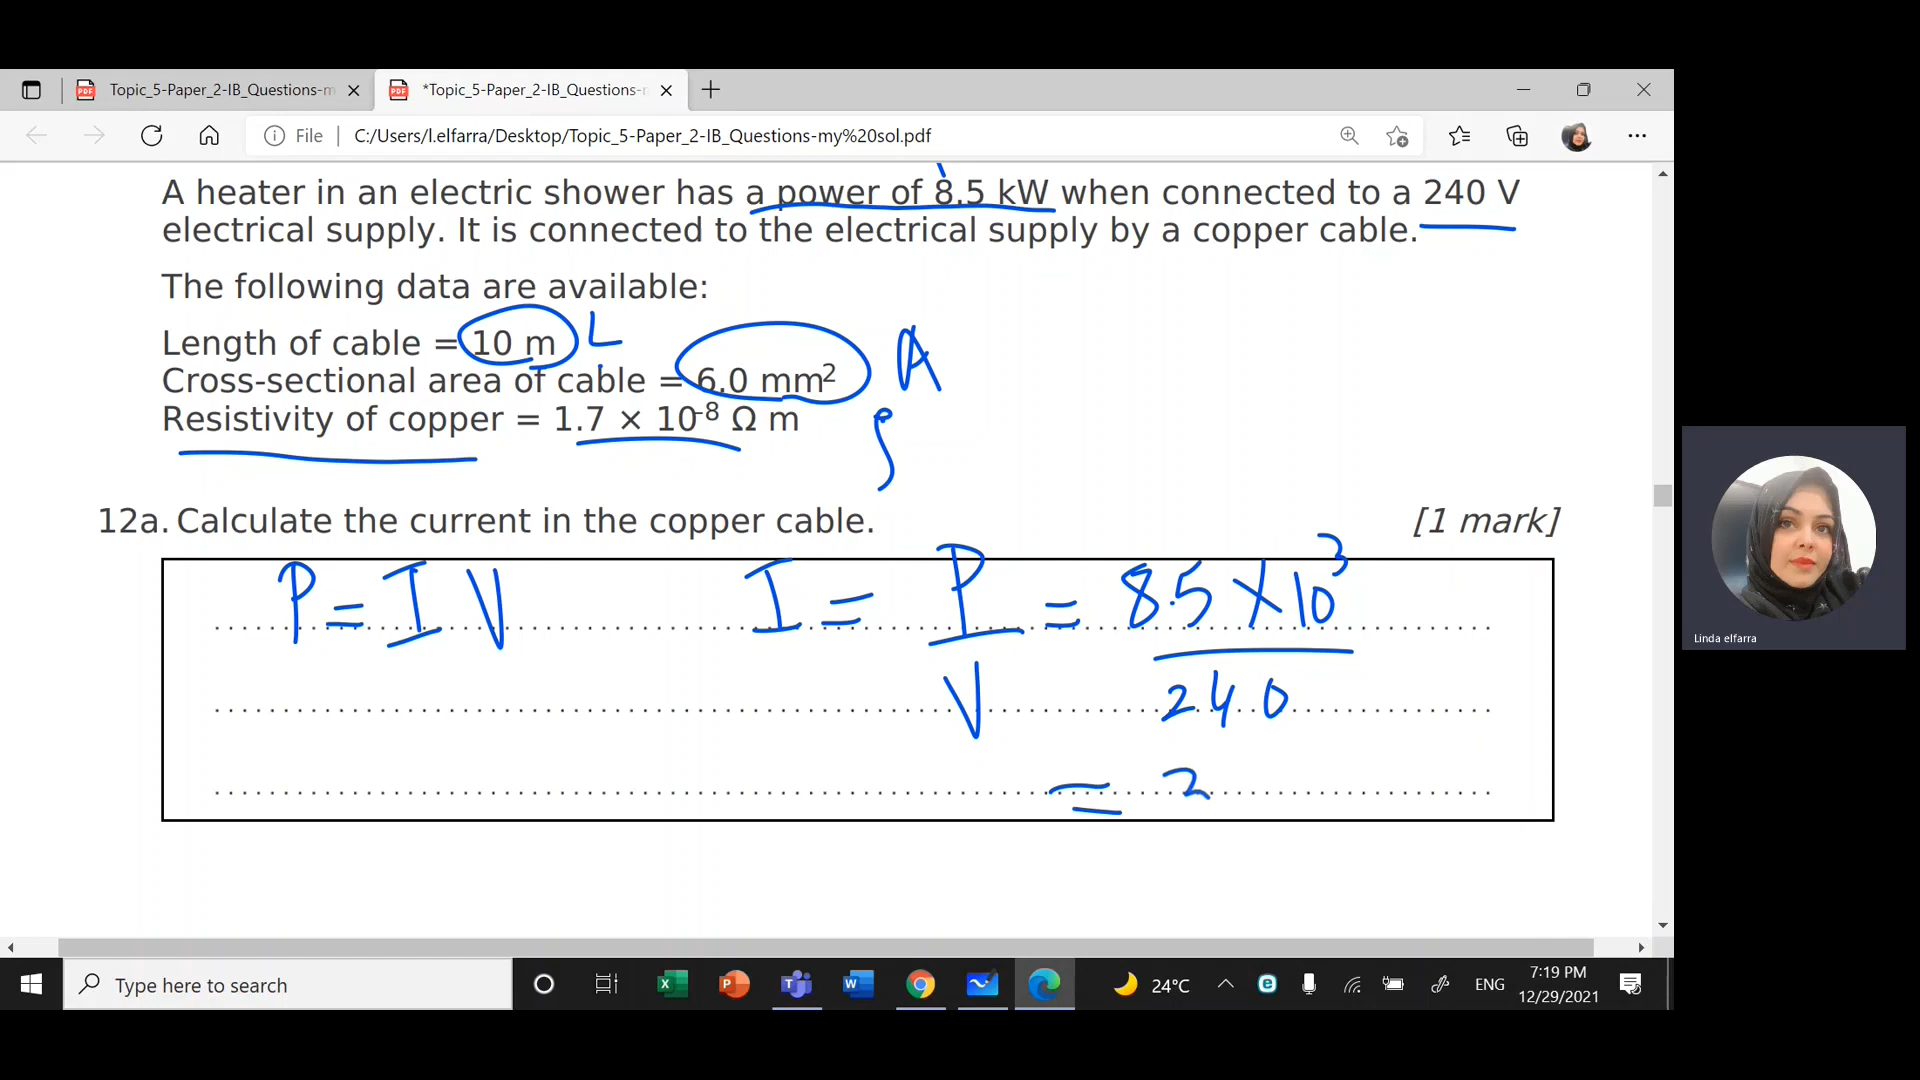 Topic_5-Paper_2-IB_Questions-m
*Topic_5-Paper_2-IB_Questions-
File
C:/Users/l.elfarra/Desktop/Topic_5-Paper_2-IB_Questions-my%20sol.pdf
A heater in an electric shower has a power of 8.5 kW when connected to a 240 V
electrical supply. It is connected to the electrical supply by a copper cable.
The following data are available:
Length of cable = 10 m L
Cross-sectional area of cable = 6.0 mm² A
Resistivity of copper = 1.7 × 10⁻⁸ Ω m ρ
12a. Calculate the current in the copper cable. [1 mark]
P = I V I = P/V = 8.5 X 10³/240
=
Linda elfarra
Type here to search
24°C
ENG
7:19 PM
12/29/2021